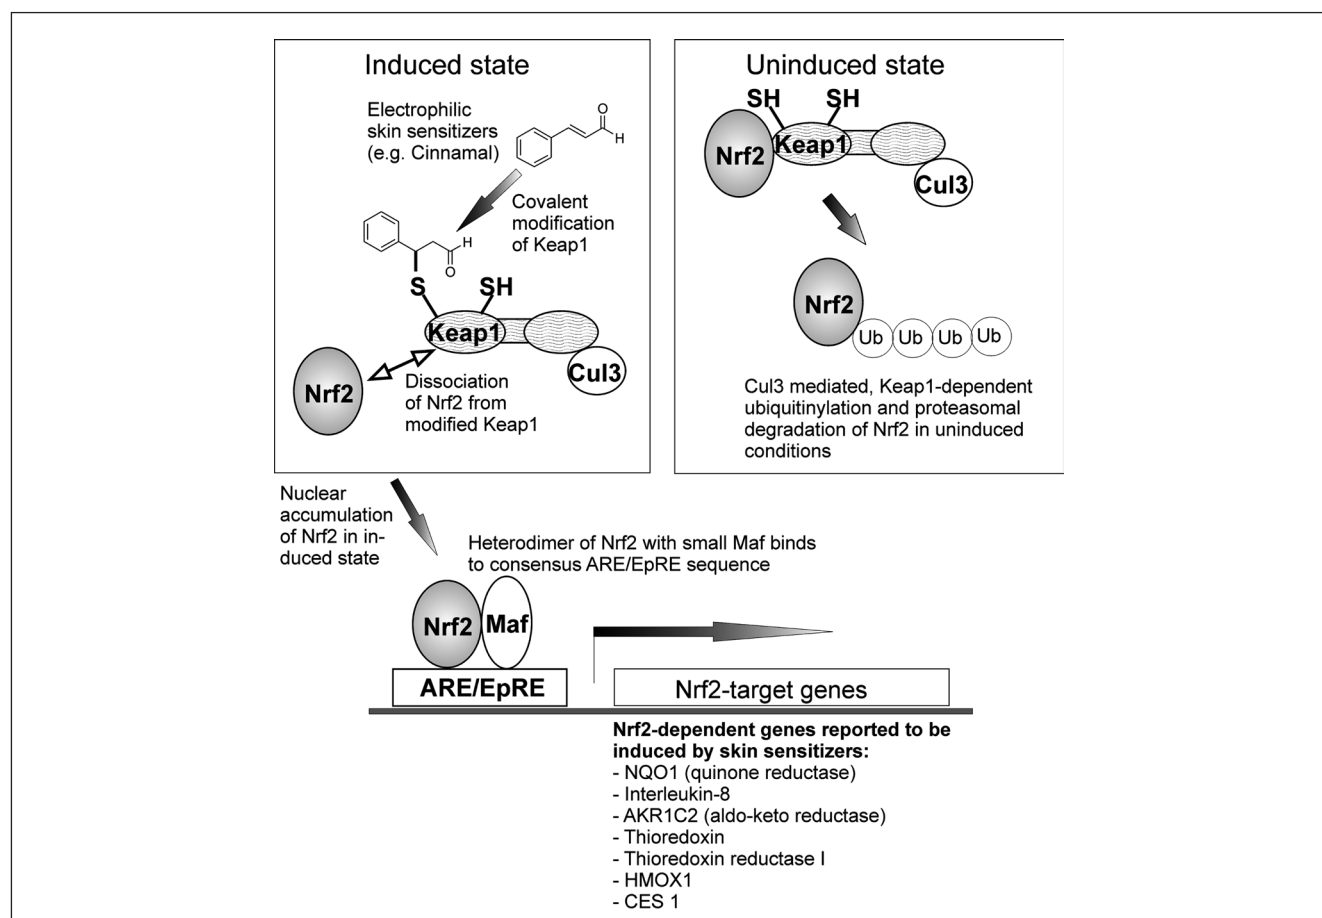 Induced state
Electrophilic
skin sensitizers
(e.g. Cinnamal)
O
H
Covalent
modification
of Keap1
H
O
S
SH
Keap1
Cul3
Nrf2
Dissociation
of Nrf2 from
modified Keap1
Uninduced state
SH
SH
Nrf2
Keap1
Cul3
Nrf2
Ub
Ub
Ub
Ub
Cul3 mediated, Keap1-dependent
ubiquitinylation and proteasomal
degradation of Nrf2 in uninduced
conditions
Nuclear
accumulation
of Nrf2 in in-
duced state
Heterodimer of Nrf2 with small Maf binds
to consensus ARE/EpRE sequence
Nrf2
Maf
ARE/EpRE
Nrf2-target genes
Nrf2-dependent genes reported to be
induced by skin sensitizers:
- NQO1 (quinone reductase)
- Interleukin-8
- AKR1C2 (aldo-keto reductase)
- Thioredoxin
- Thioredoxin reductase I
- HMOX1
- CES 1